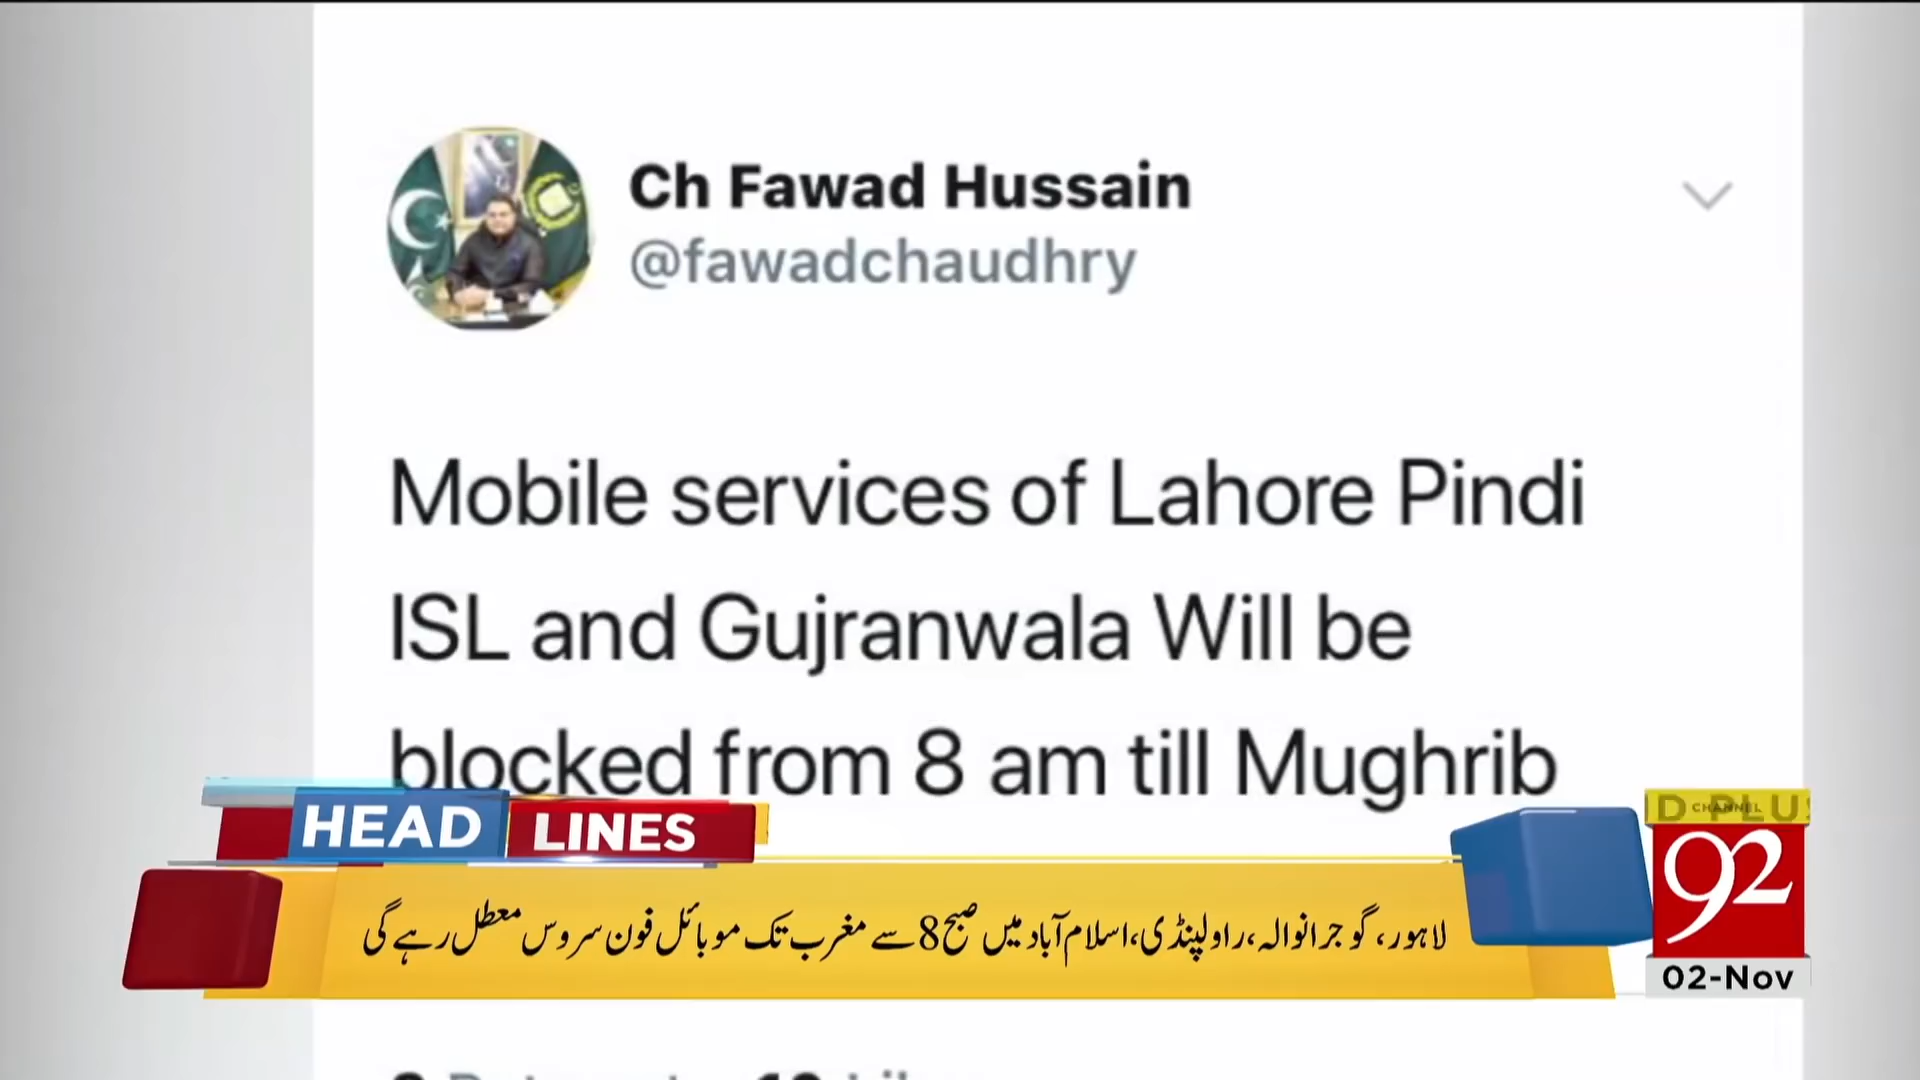 Ch Fawad Hussain
@fawadchaudhry
Mobile services of Lahore Pindi
ISL and Gujranwala Will be
blocked from 8 am till Mughrib
HEAD LINES
لاہور، گوجرانوالہ، راولپنڈی، اسلام آباد میں صبح 8 سے مغرب تک موبائل فون سروس معطل رہے گی
D PLUS
CHANNEL
92
02-Nov